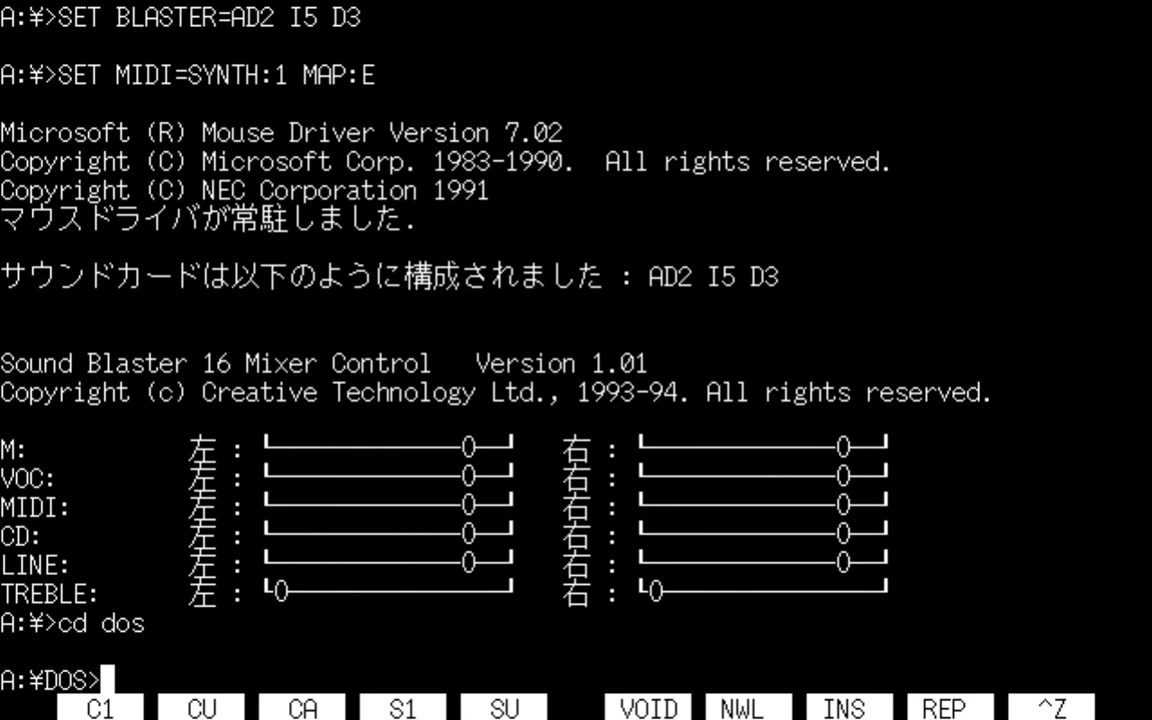 A:¥>SET BLASTER=AD2 I5 D3
A:¥>SET MIDI=SYNTH:1 MAP:E
Microsoft (R) Mouse Driver Version 7.02
Copyright (C) Microsoft Corp. 1983-1990.  All rights reserved.
Copyright (C) NEC Corporation 1991
マウスドライバが常駐しました.
サウンドカードは以下のように構成されました : AD2 I5 D3
Sound Blaster 16 Mixer Control   Version 1.01
Copyright (c) Creative Technology Ltd., 1993-94. All rights reserved.
M: 左 : 右 :
VOC: 左 : 右 :
MIDI: 左 : 右 :
CD: 左 : 右 :
LINE: 左 : 右 :
TREBLE: 左 : 右 :
A:¥>cd dos
A:¥DOS>
C1 CU CA S1 SU VOID NWL INS REP ^Z